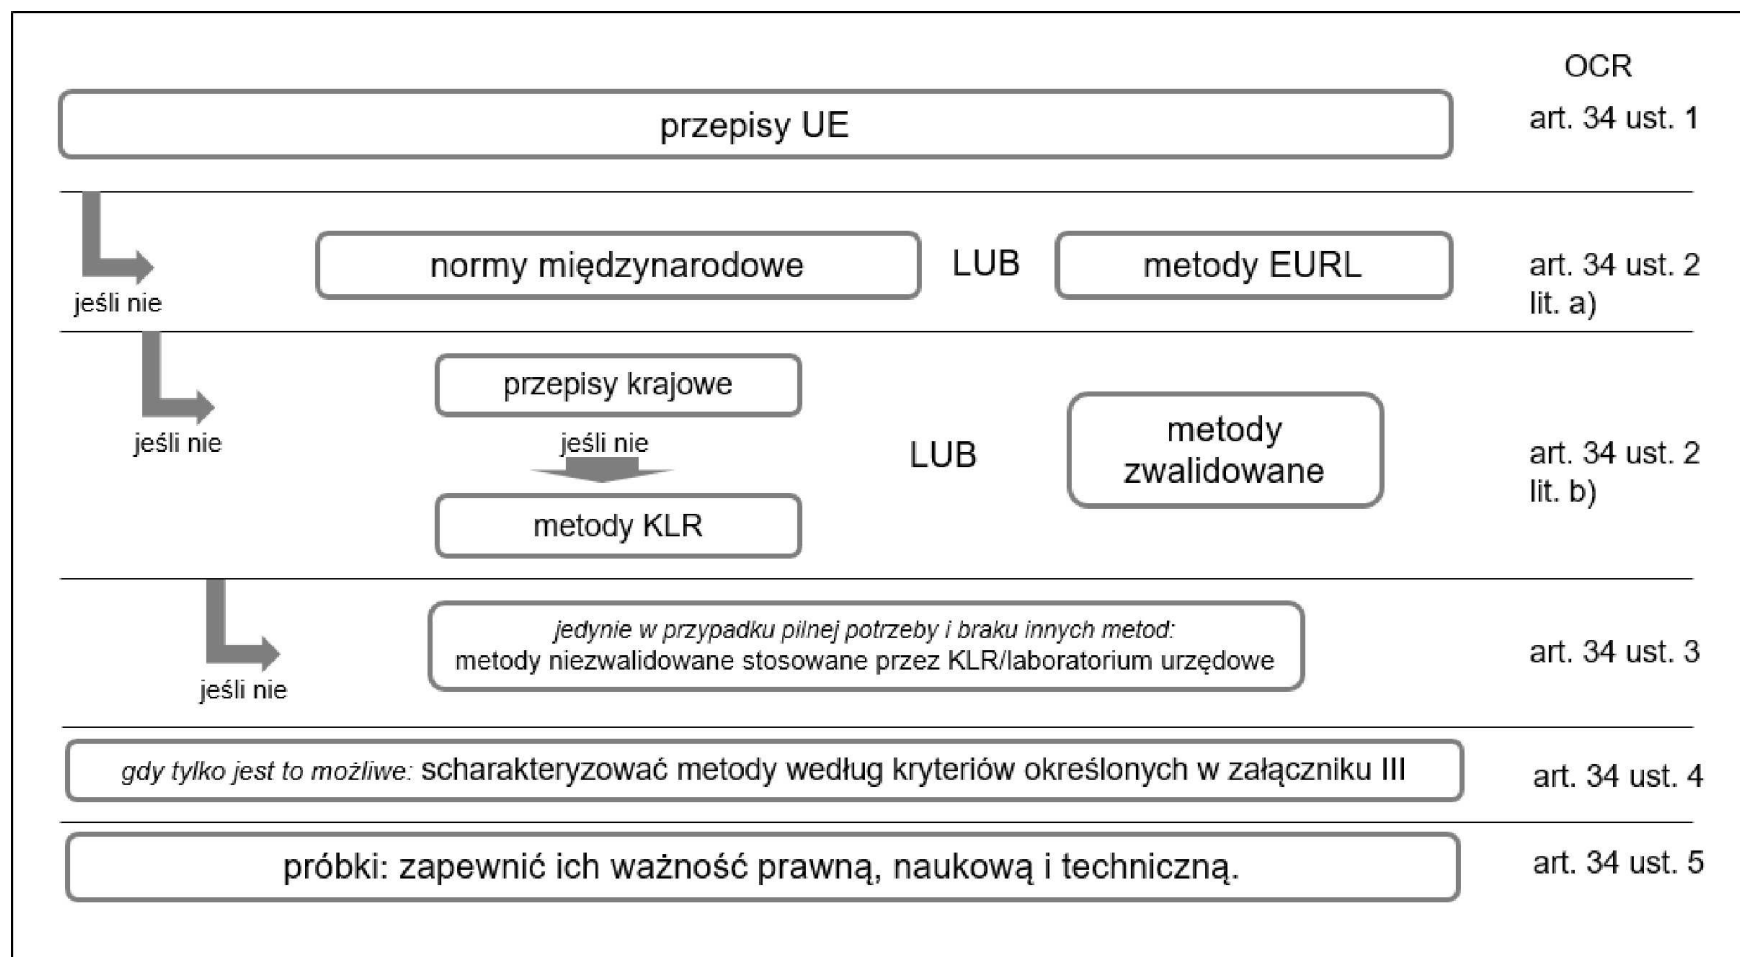 OCR
przepisy UE
art. 34 ust. 1
jeśli nie
normy międzynarodowe
LUB
metody EURL
art. 34 ust. 2
lit. a)
jeśli nie
przepisy krajowe
jeśli nie
metody KLR
LUB
metody
zwalidowane
art. 34 ust. 2
lit. b)
jeśli nie
jedynie w przypadku pilnej potrzeby i braku innych metod:
metody niezwalidowane stosowane przez KLR/laboratorium urzędowe
art. 34 ust. 3
gdy tylko jest to możliwe: scharakteryzować metody według kryteriów określonych w załączniku III
art. 34 ust. 4
próbki: zapewnić ich ważność prawną, naukową i techniczną.
art. 34 ust. 5